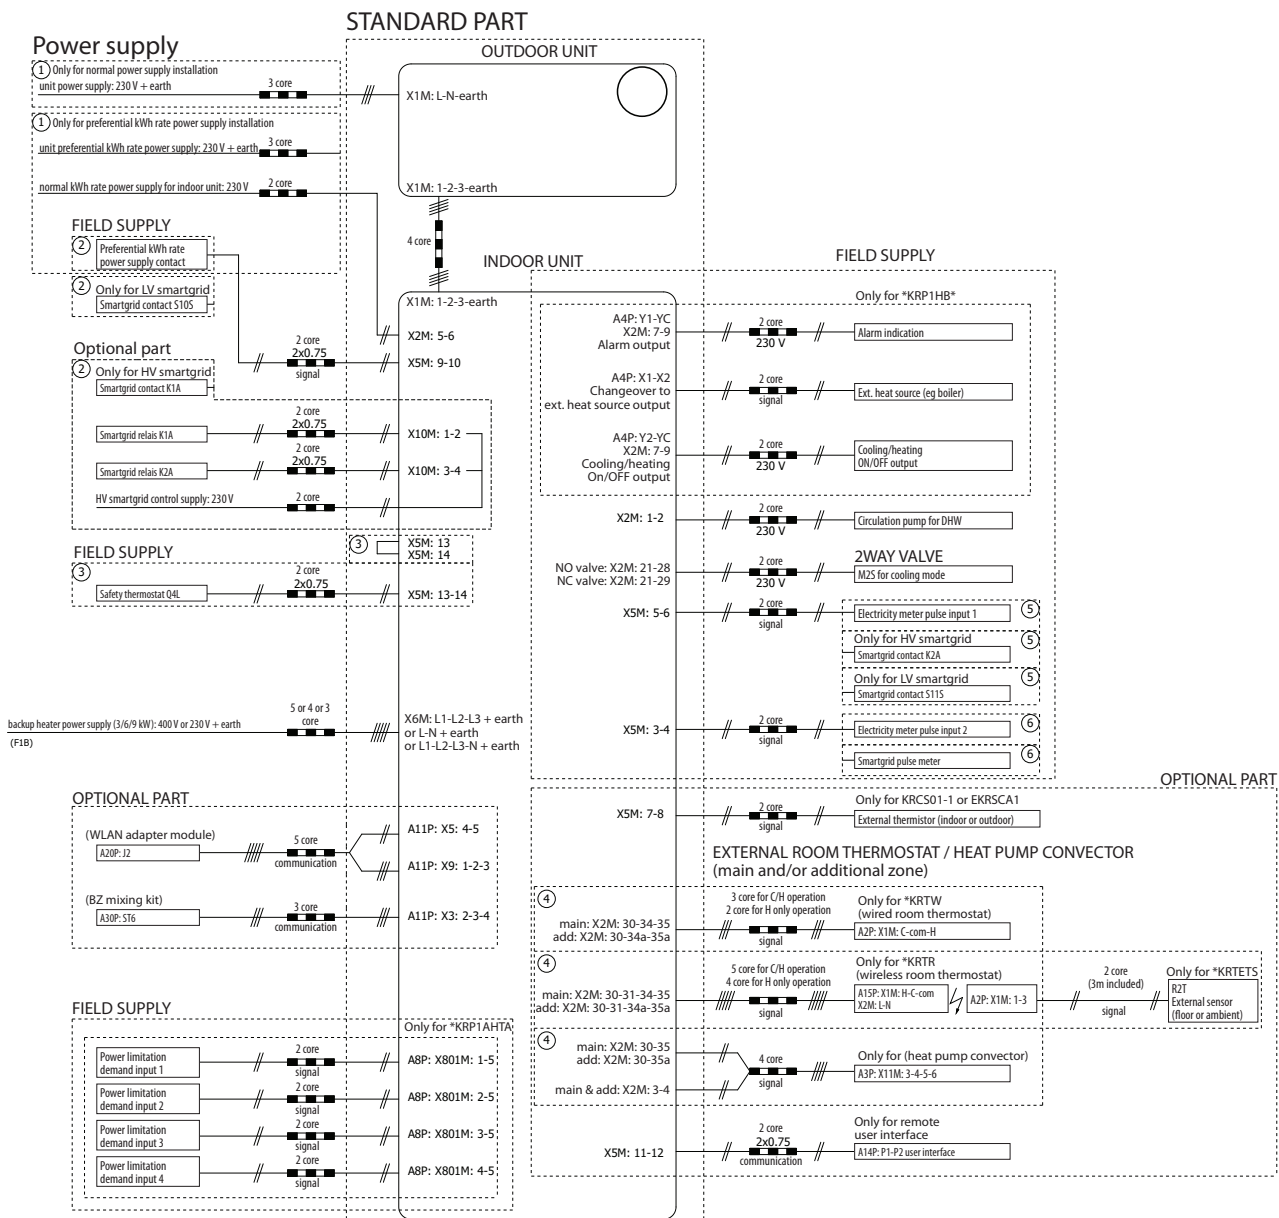 STANDARD PART
Power supply
1 Only for normal power supply installation
unit power supply: 230 V + earth
3 core
OUTDOOR UNIT
X1M: L-N-earth
1 Only for preferential kWh rate power supply installation
unit preferential kWh rate power supply: 230 V + earth
3 core
normal kWh rate power supply for indoor unit: 230 V
2 core
X1M: 1-2-3-earth
4 core
FIELD SUPPLY
2 Preferential kWh rate
power supply contact
2 Only for LV smartgrid
Smartgrid contact S10S
INDOOR UNIT
X1M: 1-2-3-earth
X2M: 5-6
2 core
2x0.75
signal
X5M: 9-10
Optional part
2 Only for HV smartgrid
Smartgrid contact K1A
Smartgrid relais K1A
2 core
2x0.75
X10M: 1-2
Smartgrid relais K2A
2 core
2x0.75
X10M: 3-4
HV smartgrid control supply: 230 V
2 core
3
X5M: 13
X5M: 14
FIELD SUPPLY
3
Safety thermostat Q4L
2 core
2x0.75
X5M: 13-14
backup heater power supply (3/6/9 kW): 400 V or 230 V + earth
(F1B)
5 or 4 or 3
core
X6M: L1-L2-L3 + earth
or L-N + earth
or L1-L2-L3-N + earth
OPTIONAL PART
(WLAN adapter module)
A20P: J2
5 core
communication
A11P: X5: 4-5
A11P: X9: 1-2-3
(BZ mixing kit)
A30P: ST6
3 core
communication
A11P: X3: 2-3-4
FIELD SUPPLY
Only for *KRP1AHTA
Power limitation
demand input 1
2 core
signal
A8P: X801M: 1-5
Power limitation
demand input 2
2 core
signal
A8P: X801M: 2-5
Power limitation
demand input 3
2 core
signal
A8P: X801M: 3-5
Power limitation
demand input 4
2 core
signal
A8P: X801M: 4-5
FIELD SUPPLY
Only for *KRP1HB*
A4P: Y1-YC
X2M: 7-9
Alarm output
2 core
230 V
Alarm indication
A4P: X1-X2
Changeover to
ext. heat source output
2 core
signal
Ext. heat source (eg boiler)
A4P: Y2-YC
X2M: 7-9
Cooling/heating
On/OFF output
2 core
230 V
Cooling/heating
ON/OFF output
X2M: 1-2
2 core
230 V
Circulation pump for DHW
NO valve: X2M: 21-28
NC valve: X2M: 21-29
2 core
230 V
2WAY VALVE
M2S for cooling mode
X5M: 5-6
2 core
signal
Electricity meter pulse input 1
5
Only for HV smartgrid
Smartgrid contact K2A
5
Only for LV smartgrid
Smartgrid contact S11S
5
X5M: 3-4
2 core
signal
Electricity meter pulse input 2
6
Smartgrid pulse meter
6
OPTIONAL PART
X5M: 7-8
2 core
signal
Only for KRCS01-1 or EKRSCA1
External thermistor (indoor or outdoor)
EXTERNAL ROOM THERMOSTAT / HEAT PUMP CONVECTOR
(main and/or additional zone)
4
main: X2M: 30-34-35
add: X2M: 30-34a-35a
3 core for C/H operation
2 core for H only operation
signal
Only for *KRTW
(wired room thermostat)
A2P: X1M: C-com-H
4
main: X2M: 30-31-34-35
add: X2M: 30-31-34a-35a
5 core for C/H operation
4 core for H only operation
signal
Only for *KRTR
(wireless room thermostat)
A15P: X1M: H-C-com
X2M: L-N
A2P: X1M: 1-3
2 core
(3m included)
signal
Only for *KRTETS
R2T
External sensor
(floor or ambient)
4
main: X2M: 30-35
add: X2M: 30-35a
main & add: X2M: 3-4
4 core
signal
Only for (heat pump convector)
A3P: X11M: 3-4-5-6
X5M: 11-12
2 core
2x0.75
communication
Only for remote
user interface
A14P: P1-P2 user interface